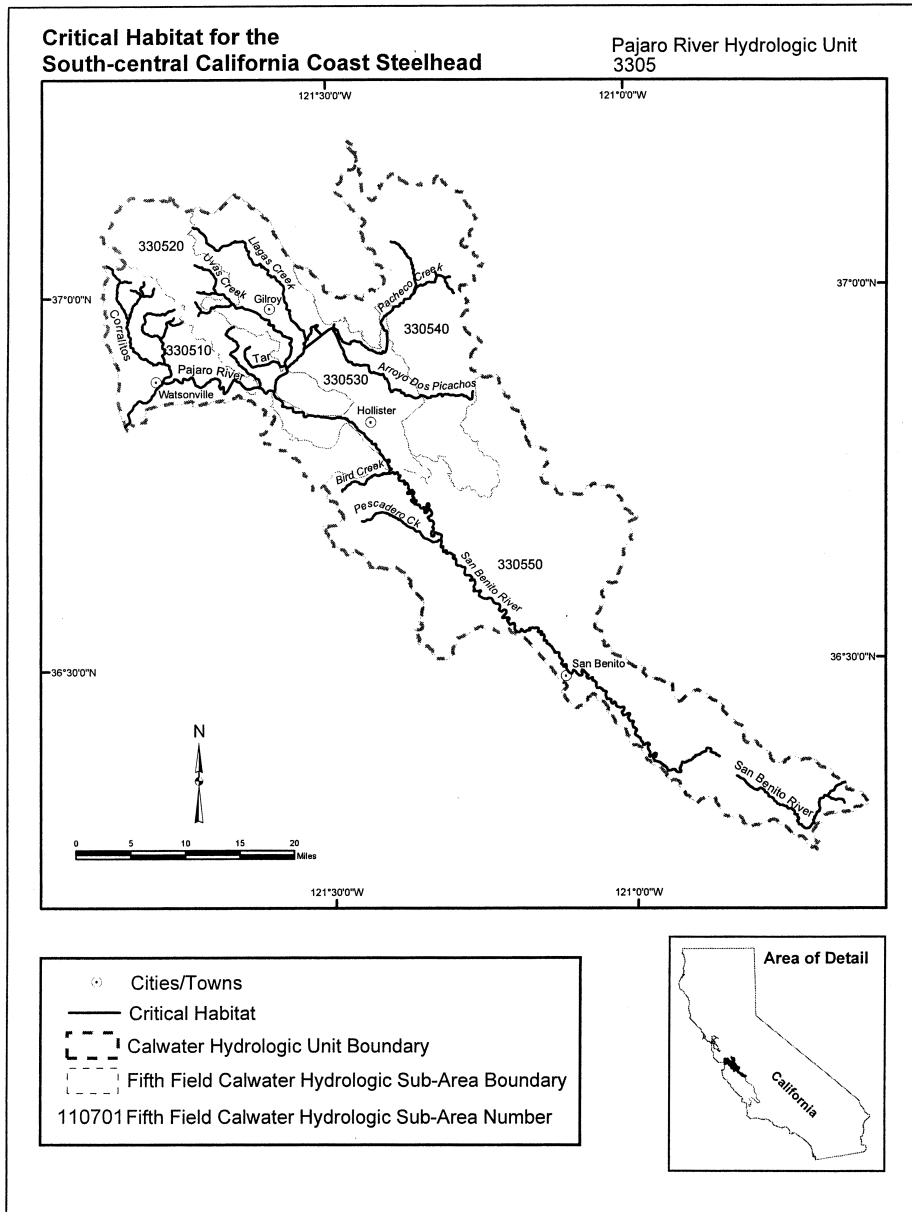 Critical Habitat for the
South-central California Coast Steelhead
Pajaro River Hydrologic Unit
3305
121°30'0"W
121°0'0"W
37°0'0"N
37°0'0"N
330520
Llagas Creek
Uvas Creek
Gilroy
Pacheco Creek
330540
Corralitos
330510
Tar
Pajaro River
330530
Arroyo Dos Picachos
Watsonville
Hollister
Bird Creek
Pescadero Ck
San Benito River
330550
San Benito
36°30'0"N
36°30'0"N
San Benito River
N
0 5 10 15 20
Miles
121°30'0"W
121°0'0"W
Cities/Towns
Critical Habitat
Calwater Hydrologic Unit Boundary
Fifth Field Calwater Hydrologic Sub-Area Boundary
110701 Fifth Field Calwater Hydrologic Sub-Area Number
Area of Detail
California